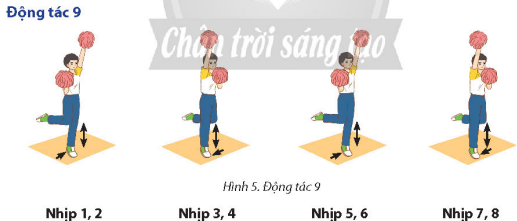 Động tác 9
Chân trời sáng tạo
Hình 5. Động tác 9
Nhịp 1, 2
Nhịp 3, 4
Nhịp 5, 6
Nhịp 7, 8